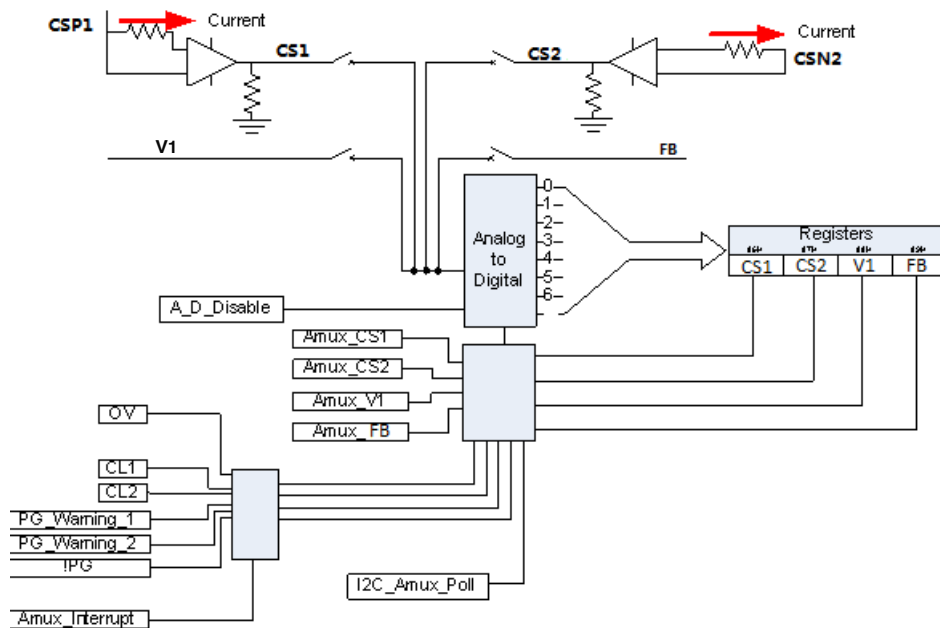 CSP1
Current
CS1
CS2
Current
CSN2
V1
FB
Analog
to
Digital
0
1
2
3
4
5
6
Registers
CS1 CS2 V1 FB
A_D_Disable
Amux_CS1
Amux_CS2
Amux_V1
Amux_FB
OV
CL1
CL2
PG_Warning_1
PG_Warning_2
!PG
I2C_Amux_Poll
Amux_Interrupt